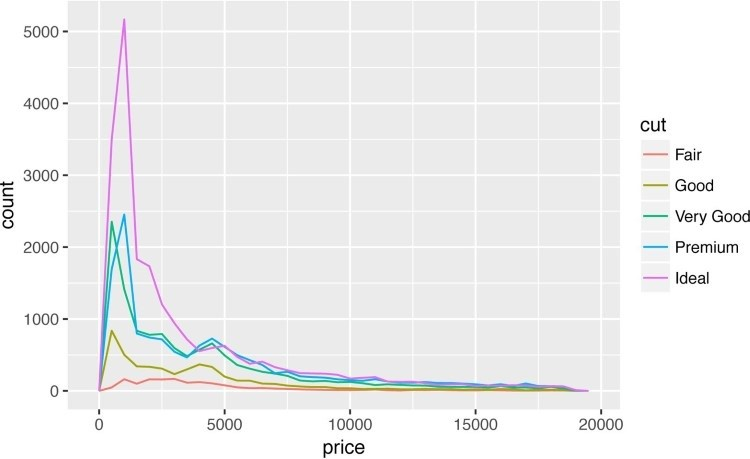 5000
4000
3000
2000
1000
0
count
0 5000 10000 15000 20000
price
cut
Fair
Good
Very Good
Premium
Ideal